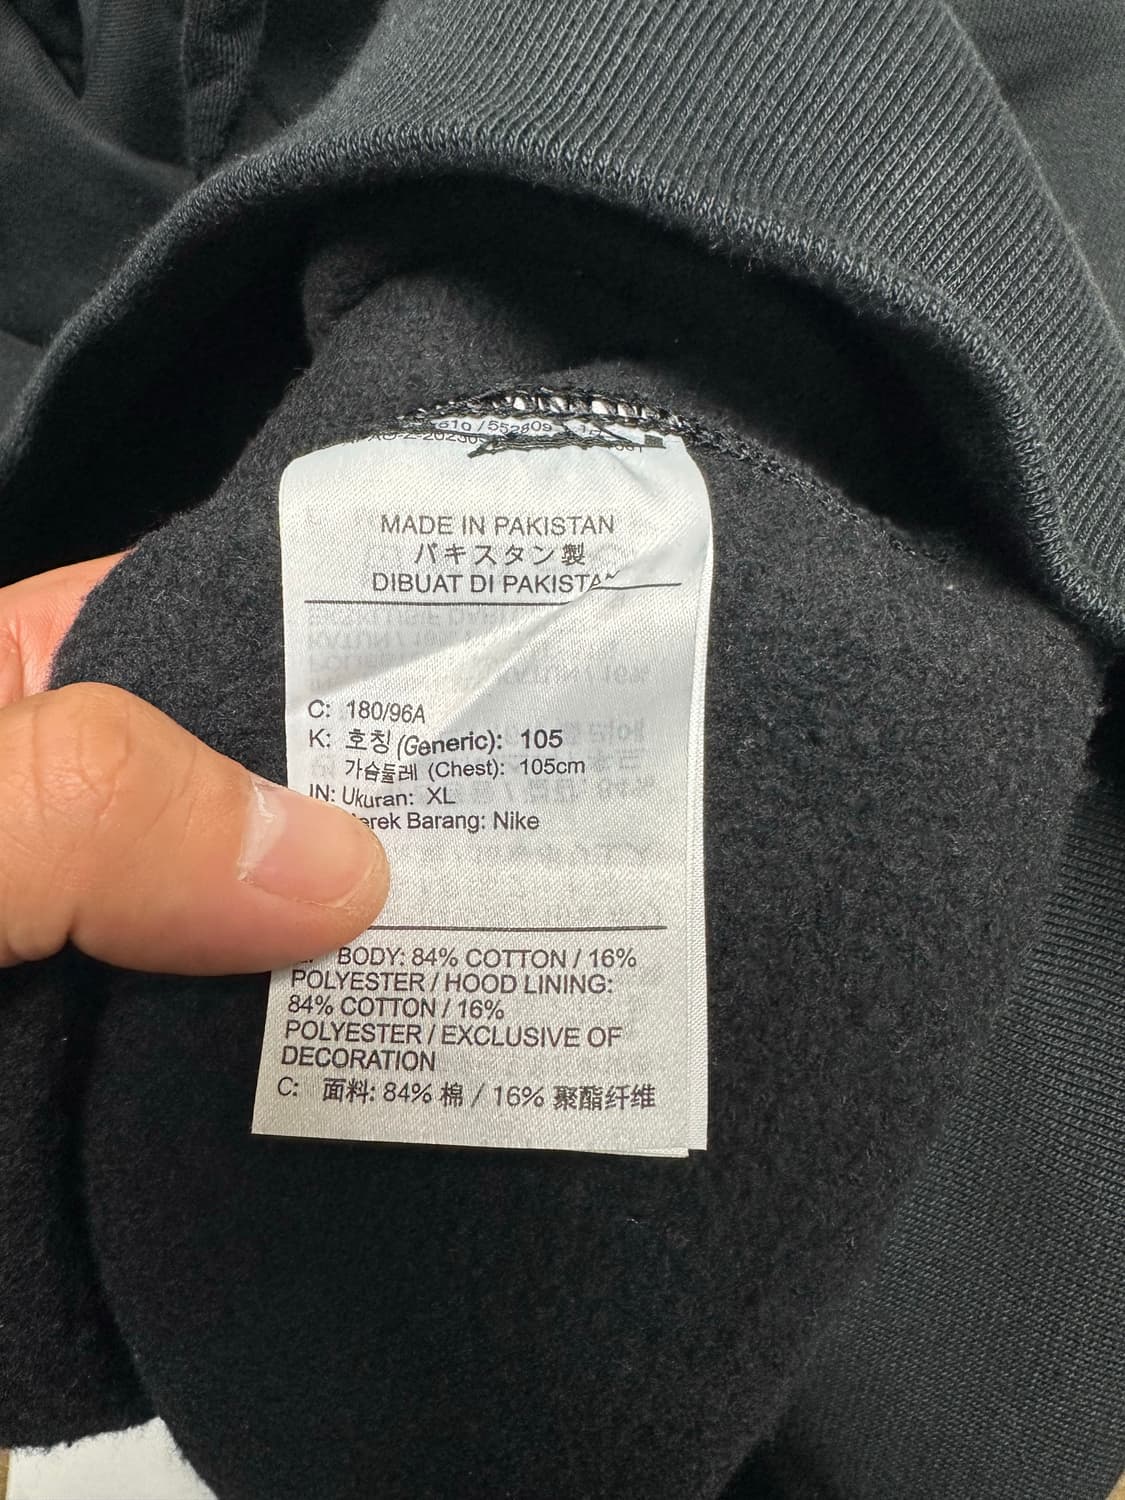 MADE IN PAKISTAN
パキスタン製
DIBUAT DI
C: 180/96A
K: 호칭 (Generic): 105
가슴둘레 (Chest): 105cm
IN: Ukuran: XL
Barang: Nike
BODY: 84% COTTON / 16%
POLYESTER / HOOD LINING:
84% COTTON / 16%
POLYESTER / EXCLUSIVE OF
DECORATION
C: 面料: 84% 棉 / 16% 聚酯纤维